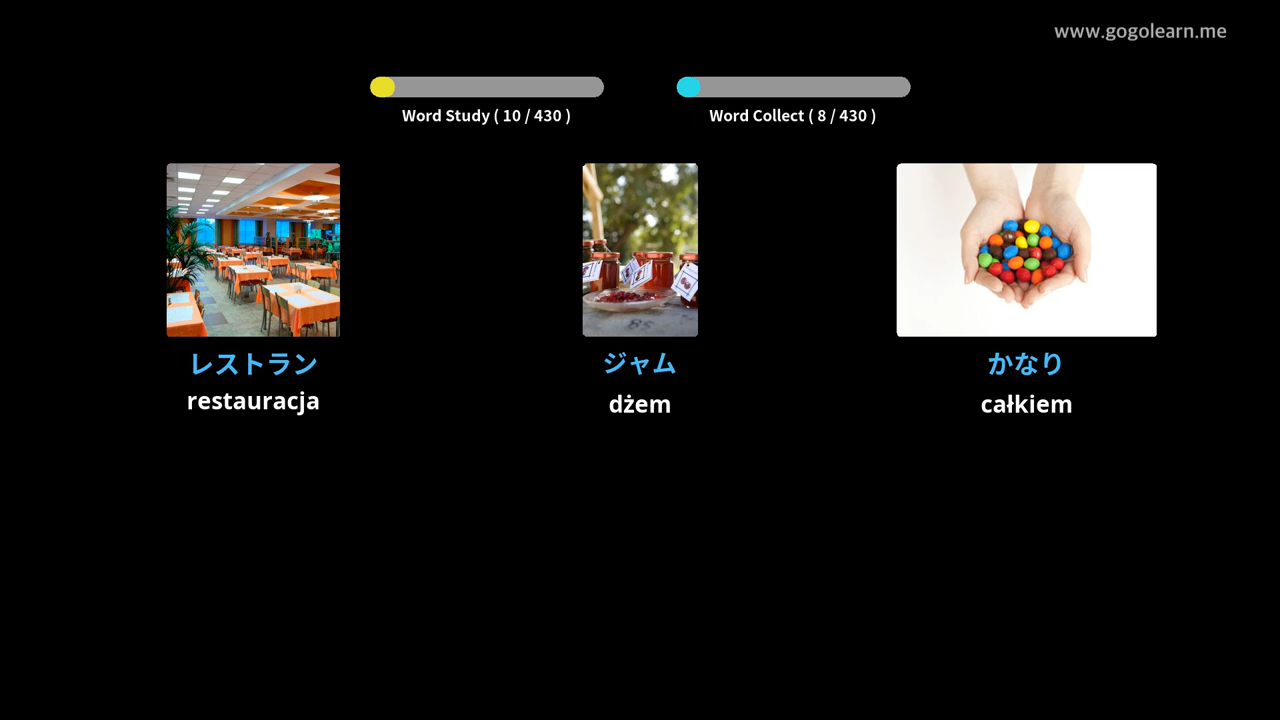 www.gogolearn.me
Word Study ( 10 / 430 )
Word Collect ( 8 / 430 )
レストラン
restauracja
ジャム
dżem
かなり
całkiem